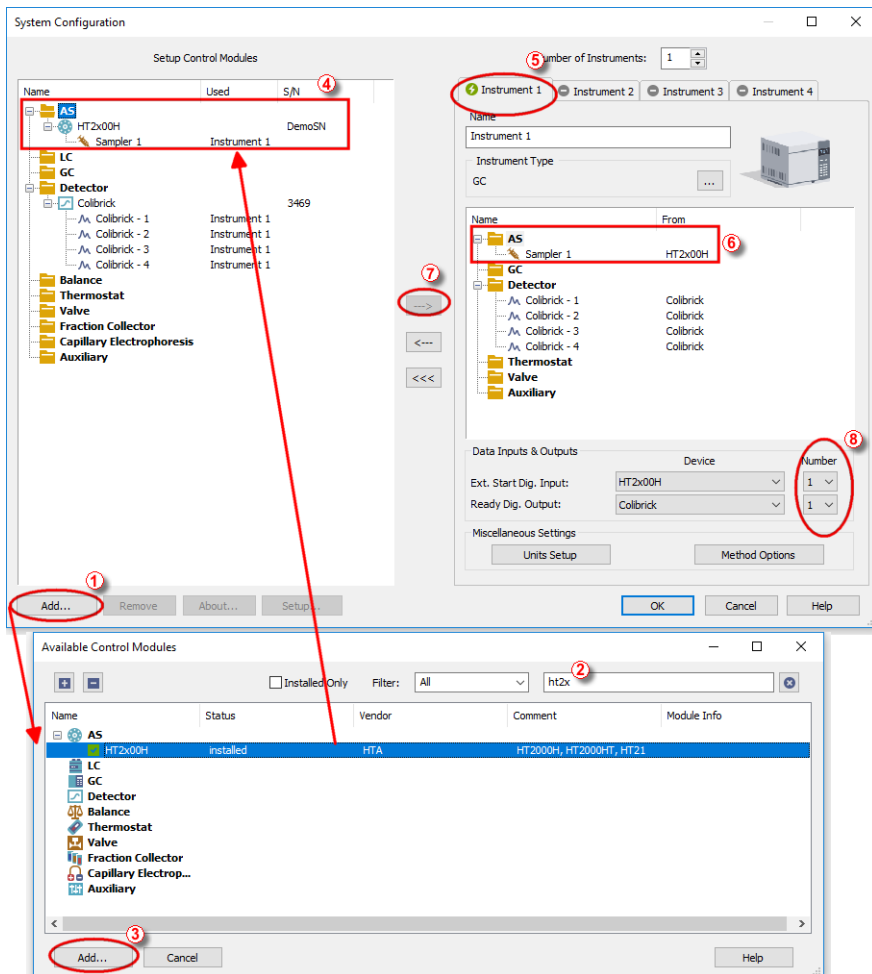 System Configuration
Setup Control Modules
Number of Instruments: 1
Name Used S/N
④
AS
HT2x00H DemoSN
Sampler 1 Instrument 1
LC
GC
Detector
Colibrick 3469
Colibrick - 1 Instrument 1
Colibrick - 2 Instrument 1
Colibrick - 3 Instrument 1
Colibrick - 4 Instrument 1
Balance
Thermostat
Valve
Fraction Collector
Capillary Electrophoresis
Auxiliary
⑦
--->
<---
<<<
⑤
Instrument 1 Instrument 2 Instrument 3 Instrument 4
Name
Instrument 1
Instrument Type
GC ...
Name From
⑥
AS
Sampler 1 HT2x00H
GC
Detector
Colibrick - 1 Colibrick
Colibrick - 2 Colibrick
Colibrick - 3 Colibrick
Colibrick - 4 Colibrick
Thermostat
Valve
Auxiliary
⑧
Data Inputs & Outputs
Device Number
Ext. Start Dig. Input: HT2x00H 1
Ready Dig. Output: Colibrick 1
Miscellaneous Settings
Units Setup Method Options
①
Add... Remove About... Setup...
OK Cancel Help
Available Control Modules
②
Installed Only Filter: All ht2x
Name Status Vendor Comment Module Info
AS
HT2x00H installed HTA HT2000H, HT2000HT, HT21
LC
GC
Detector
Balance
Thermostat
Valve
Fraction Collector
Capillary Electrop...
Auxiliary
③
Add... Cancel Help